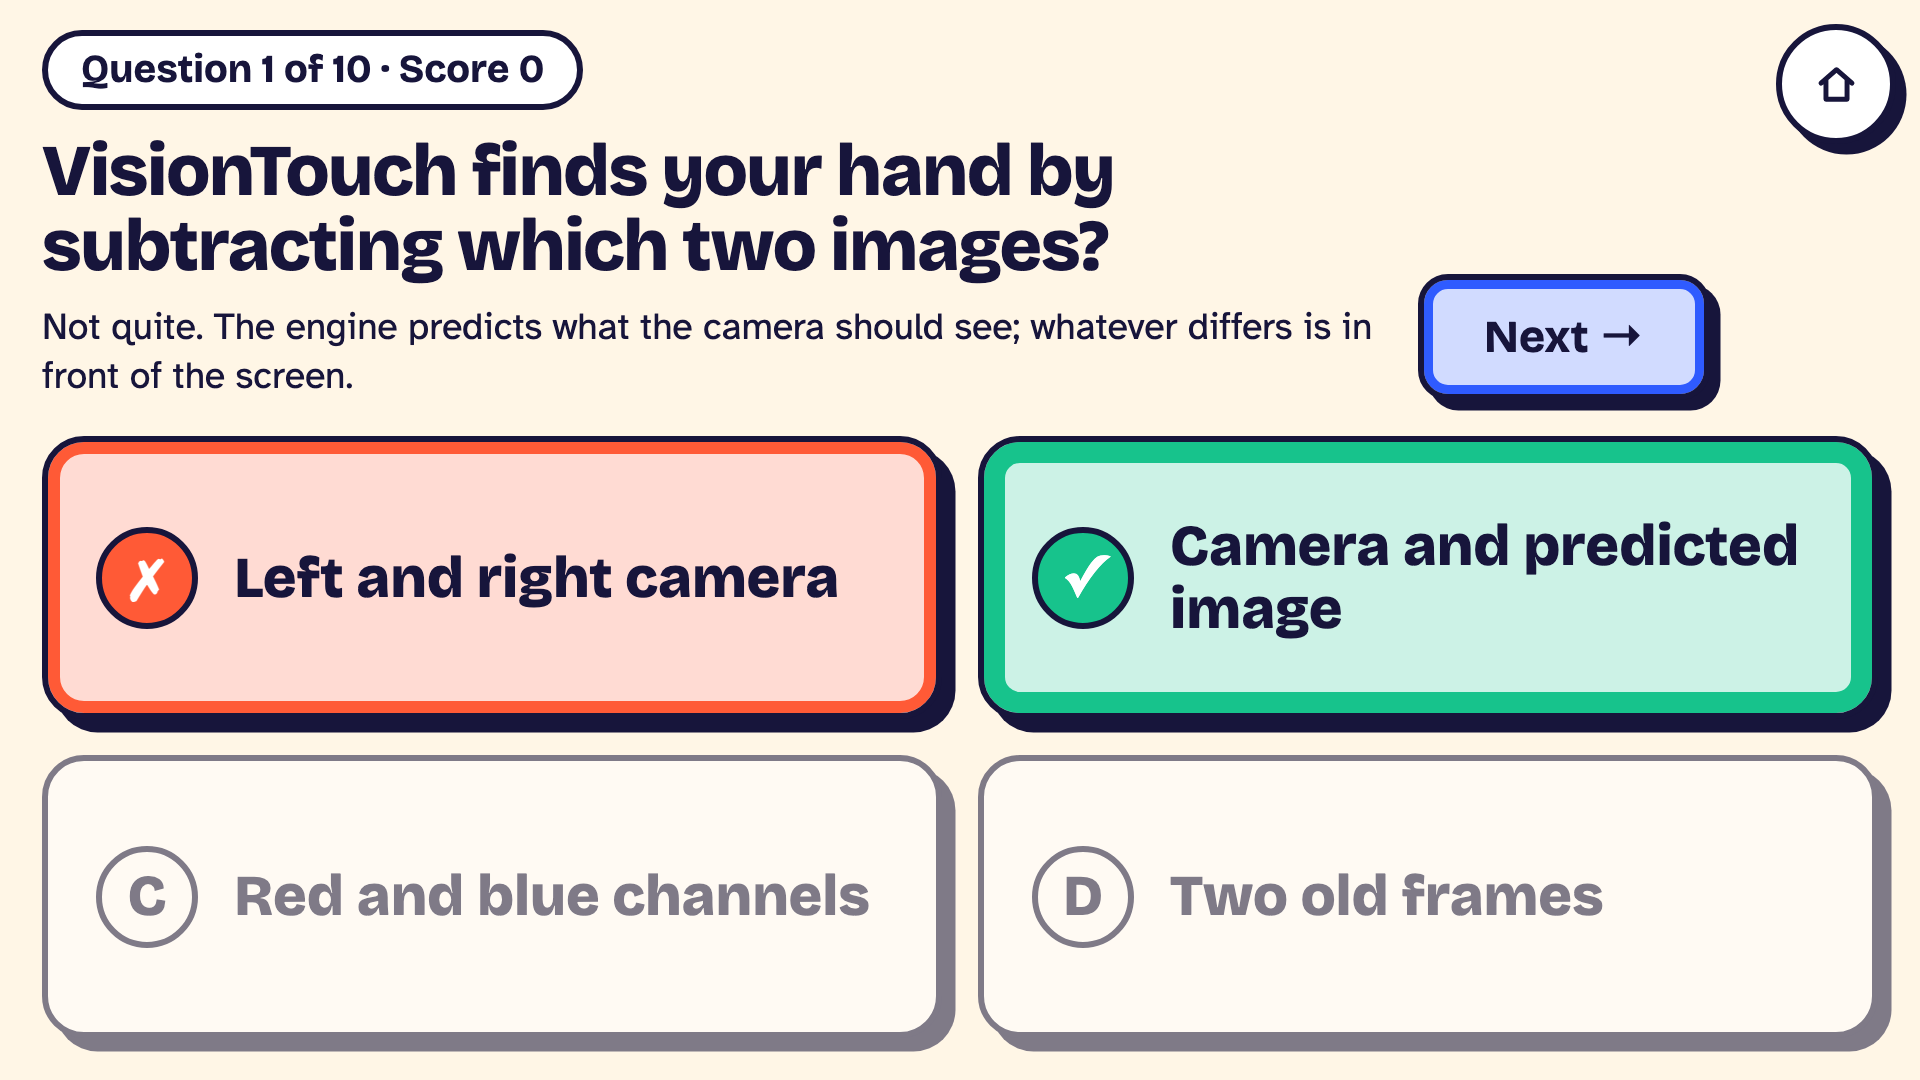 Question 1 of 10 · Score 0
VisionTouch finds your hand by
subtracting which two images?
Not quite. The engine predicts what the camera should see; whatever differs is in
front of the screen.
Next →
✗ Left and right camera
✓ Camera and predicted
image
C Red and blue channels
D Two old frames